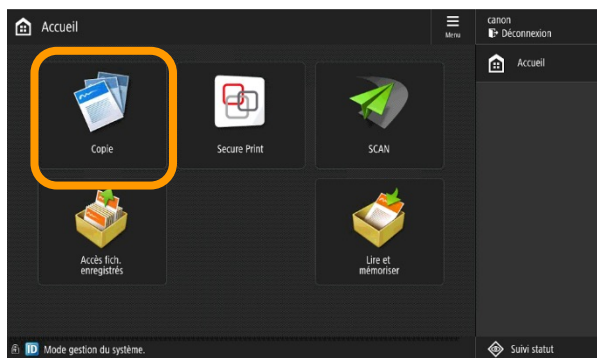 Accueil
Menu
canon
Déconnexion
Accueil
Copie
Secure Print
SCAN
Accès fich.
enregistrés
Lire et
mémoriser
ID Mode gestion du système.
Suivi statut